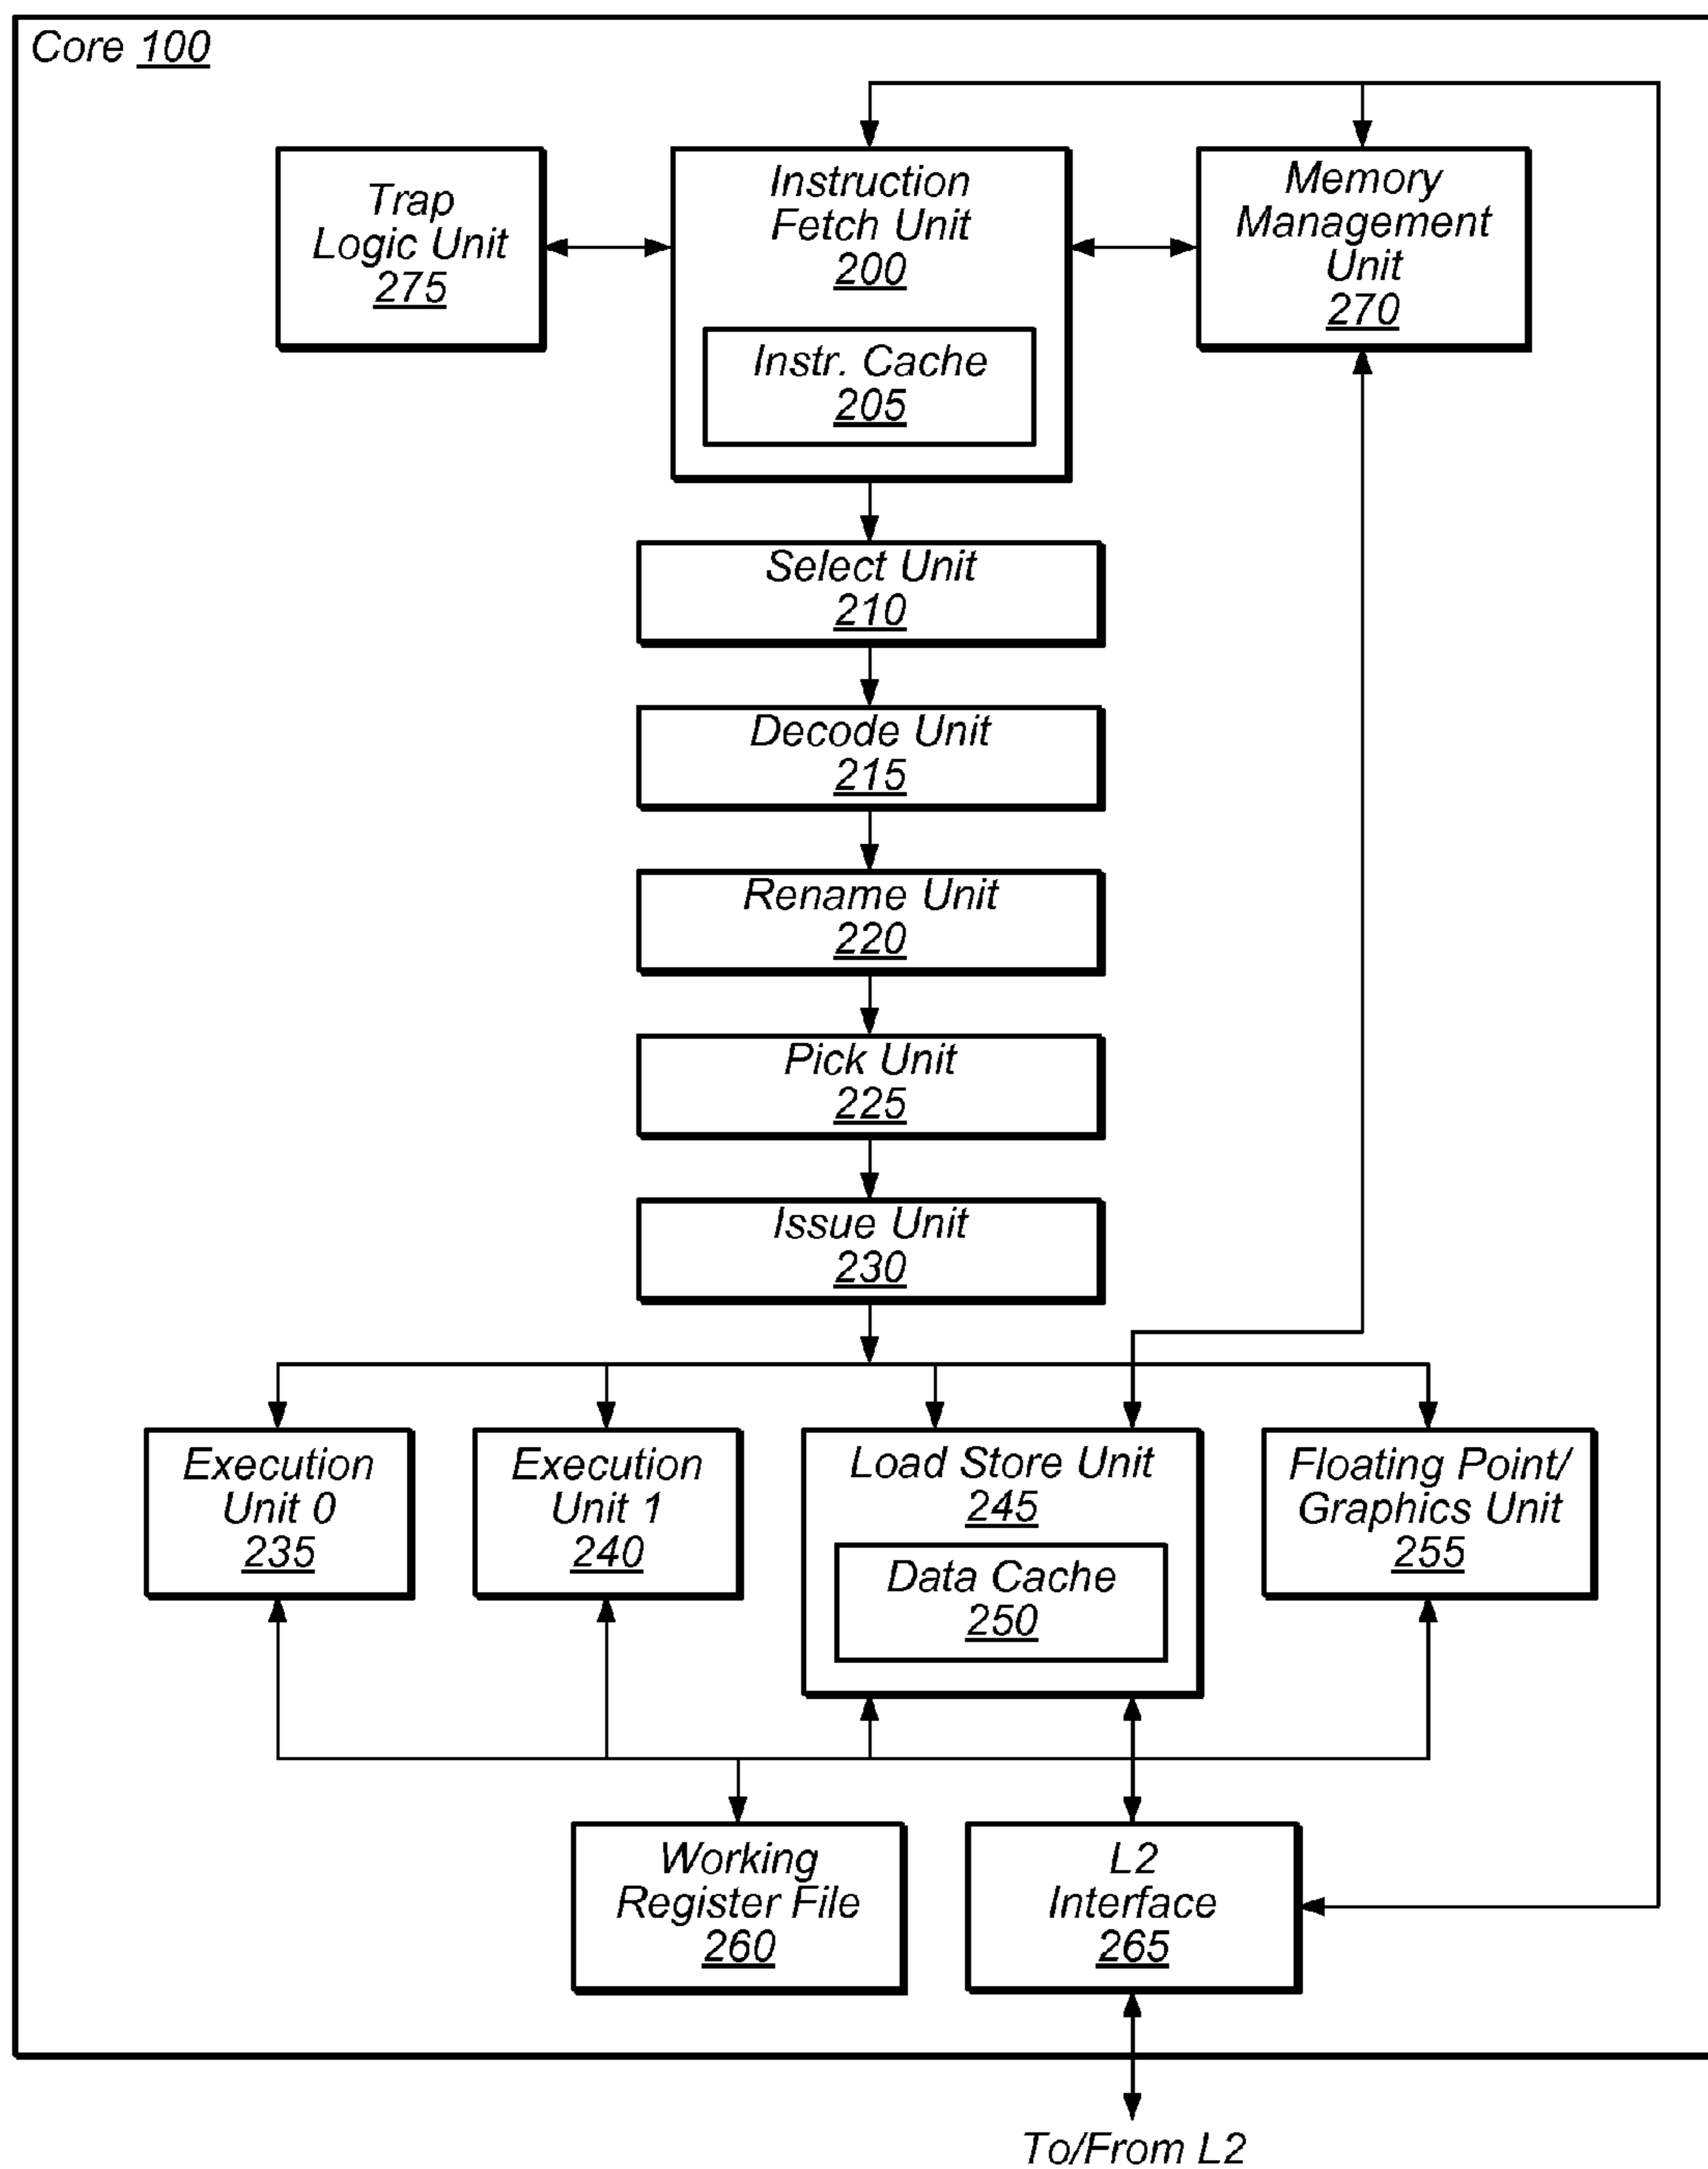 Core 100
Trap
Logic Unit
275
Instruction
Fetch Unit
200
Instr. Cache
205
Memory
Management
Unit
270
Select Unit
210
Decode Unit
215
Rename Unit
220
Pick Unit
225
Issue Unit
230
Execution
Unit 0
235
Execution
Unit 1
240
Load Store Unit
245
Data Cache
250
Floating Point/
Graphics Unit
255
Working
Register File
260
L2
Interface
265
To/From L2